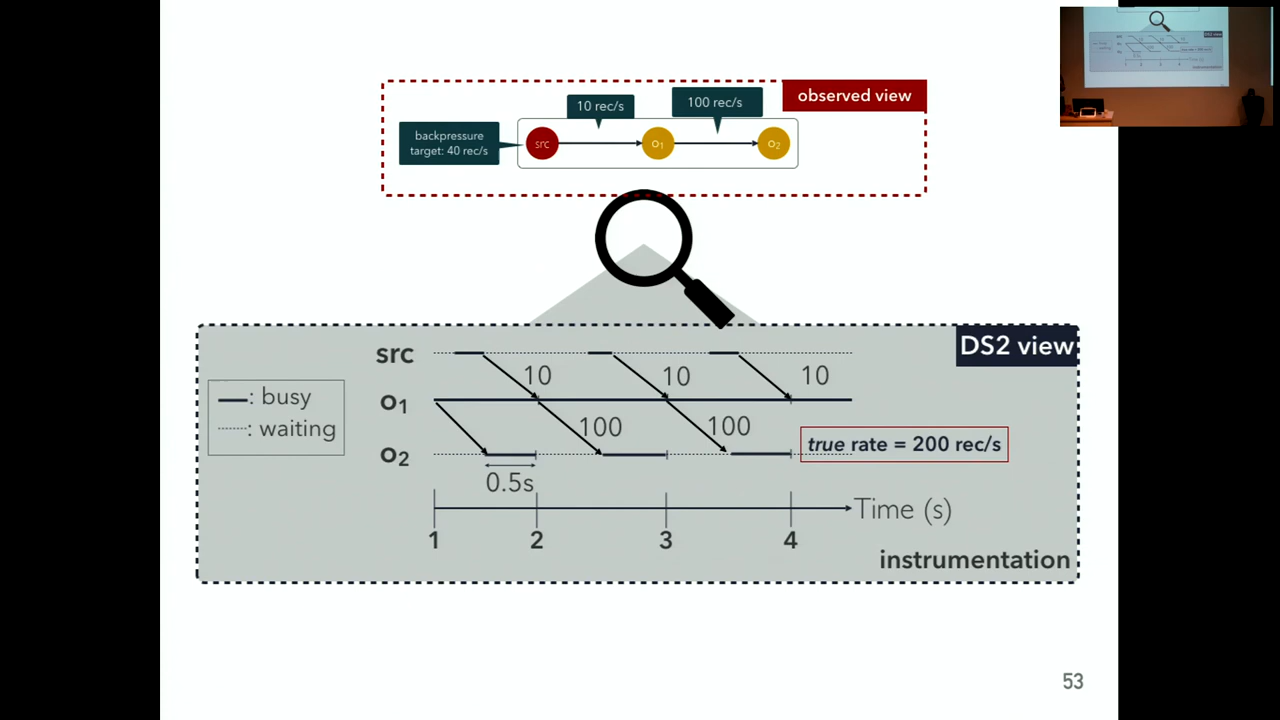 observed view
10 rec/s
100 rec/s
backpressure
target: 40 rec/s
src
o₁
o₂
DS2 view
src
10
10
10
: busy
: waiting
o₁
100
100
true rate = 200 rec/s
o₂
0.5s
Time (s)
1
2
3
4
instrumentation
53